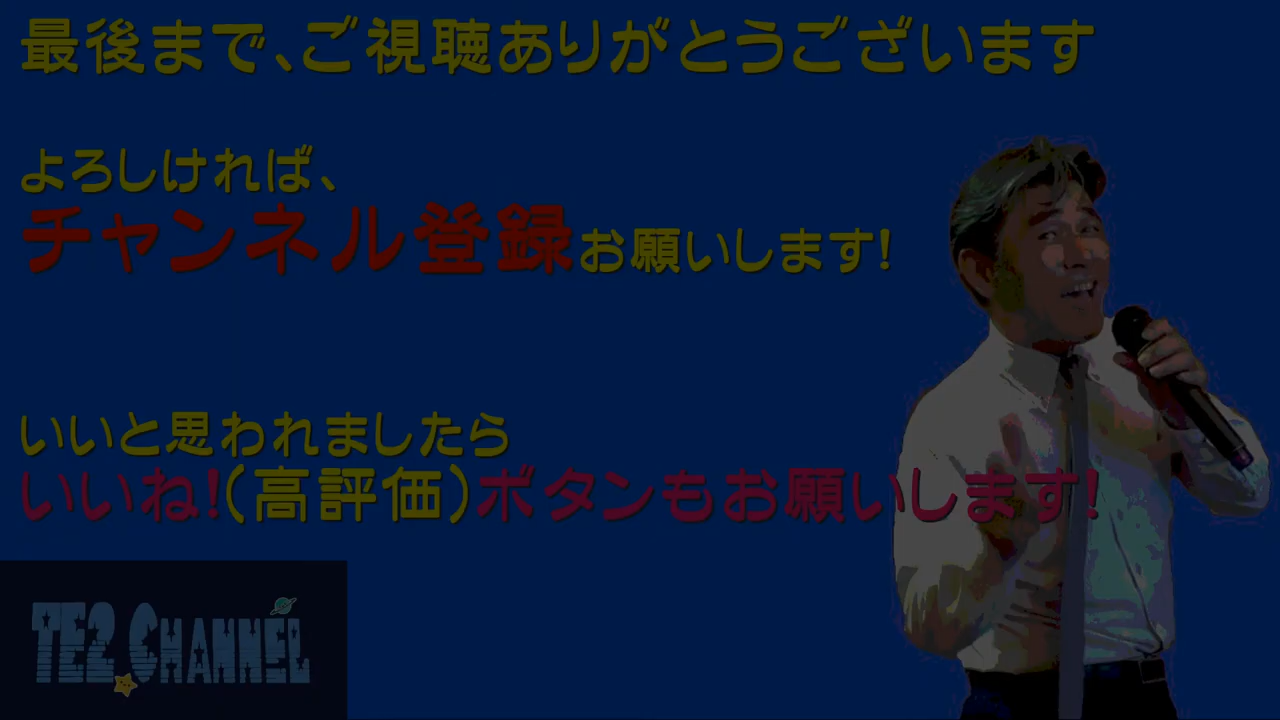 最後まで、ご視聴ありがとうございます
よろしければ、
チャンネル登録お願いします!
いいと思われましたら
いいね!(高評価)ボタンもお願いします!
TE2 CHANNEL